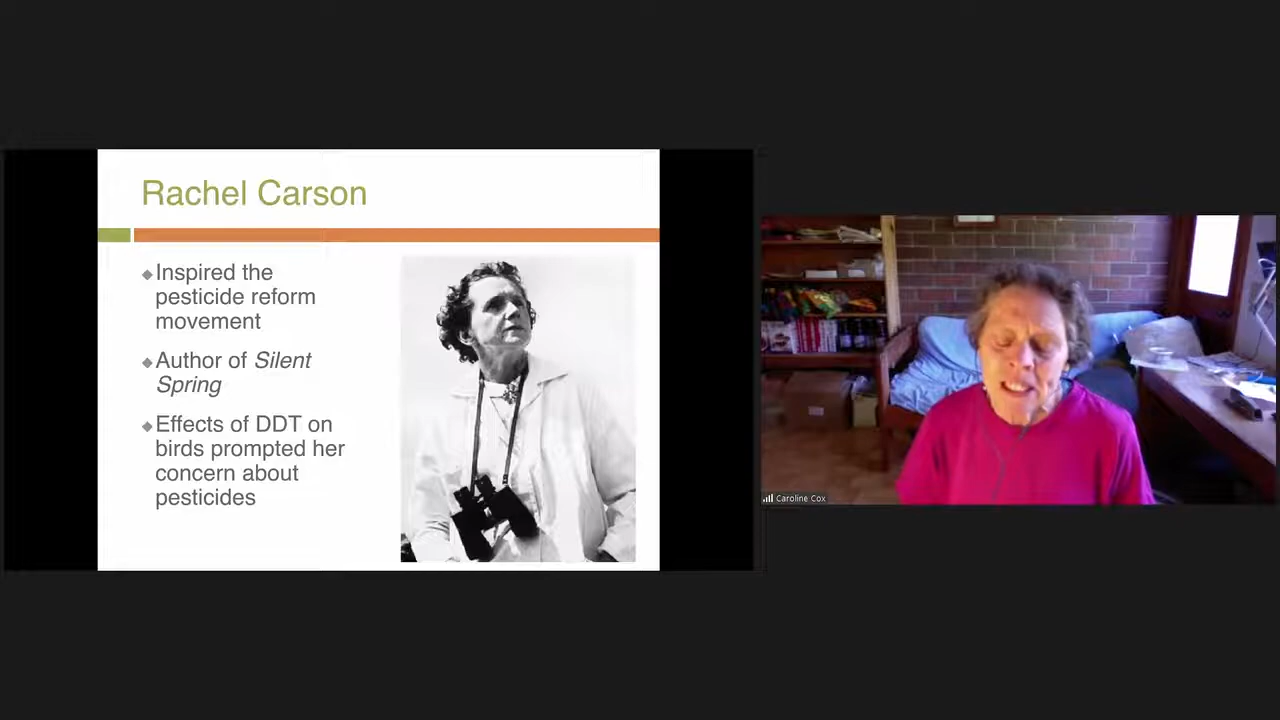 Rachel Carson
Inspired the
pesticide reform
movement
Author of Silent
Spring
Effects of DDT on
birds prompted her
concern about
pesticides
Caroline Cox